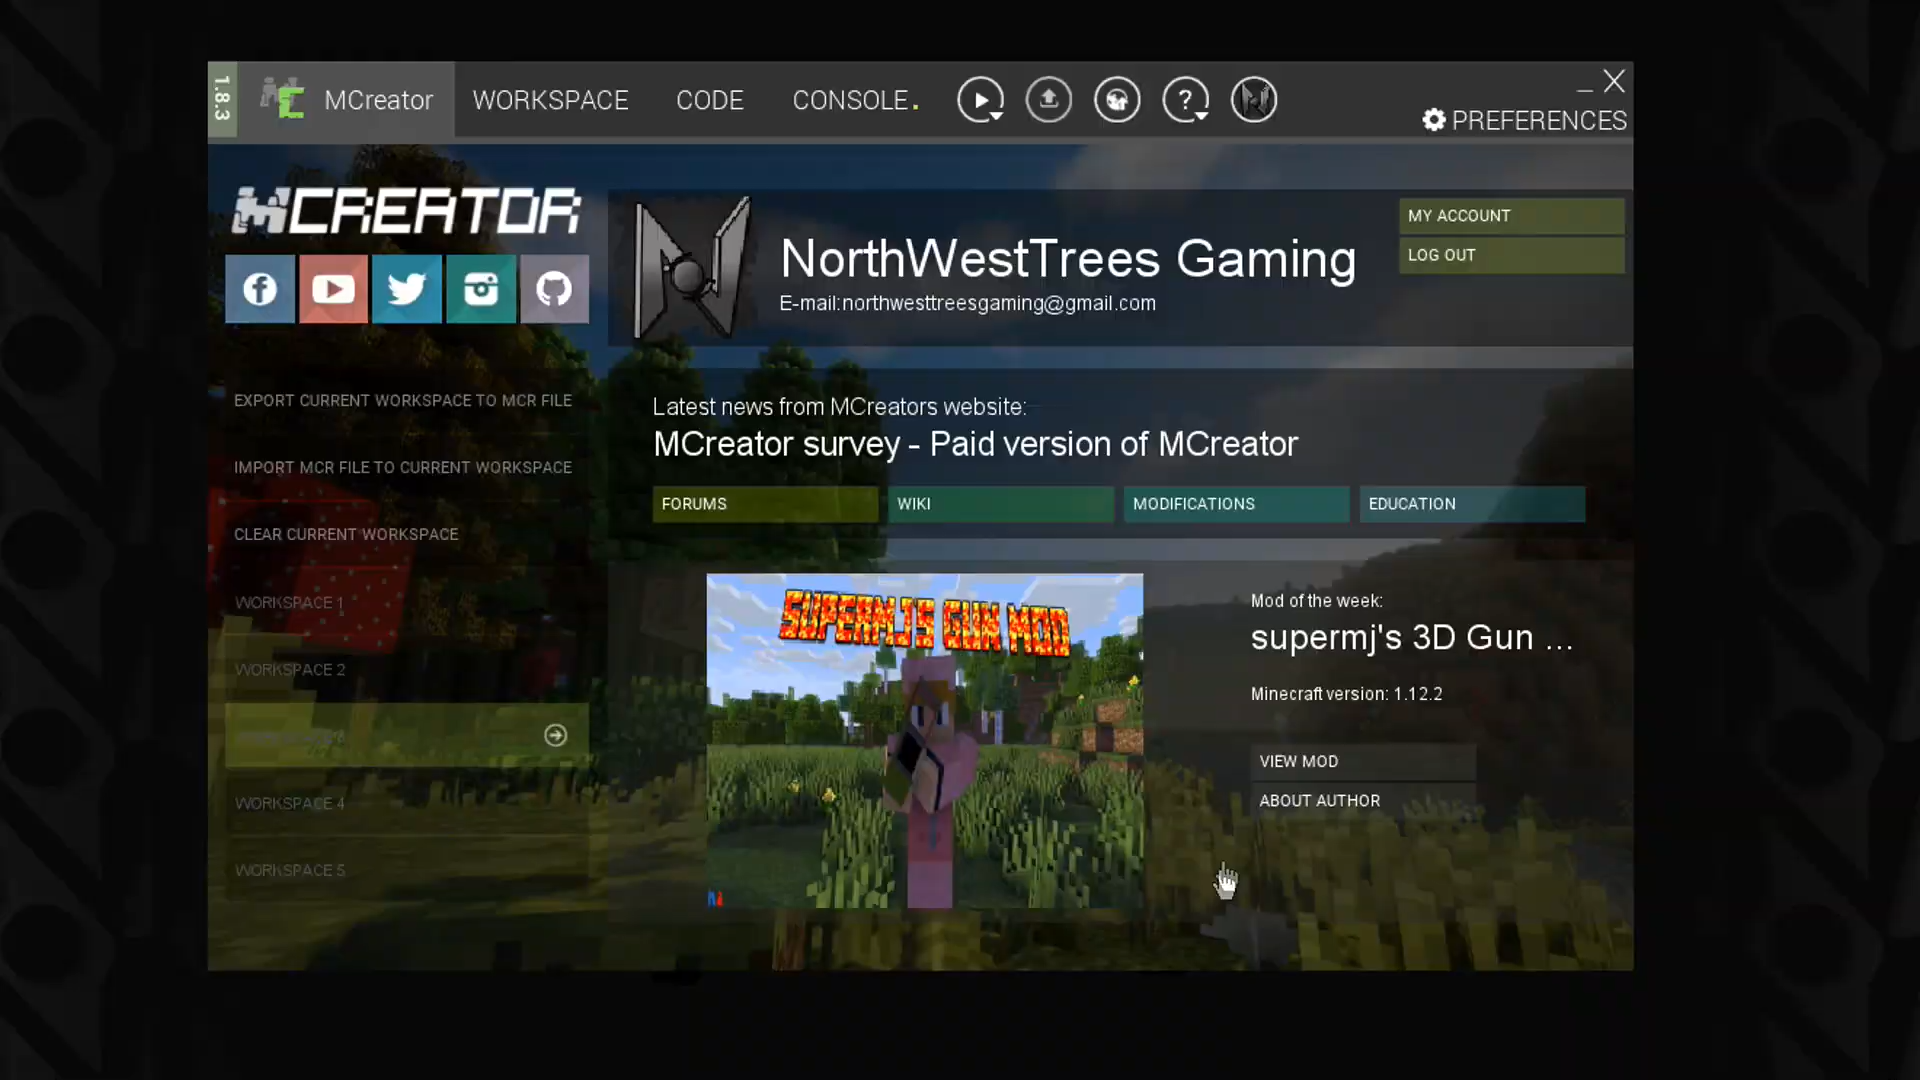 1.8.3
MCreator
WORKSPACE
CODE
CONSOLE.
?
PREFERENCES
MCREATOR
NorthWestTrees Gaming
E-mail:northwesttreesgaming@gmail.com
MY ACCOUNT
LOG OUT
EXPORT CURRENT WORKSPACE TO MCR FILE
IMPORT MCR FILE TO CURRENT WORKSPACE
CLEAR CURRENT WORKSPACE
WORKSPACE 1
WORKSPACE 2
WORKSPACE 4
WORKSPACE 5
Latest news from MCreators website:
MCreator survey - Paid version of MCreator
FORUMS
WIKI
MODIFICATIONS
EDUCATION
SUPERMJS GUN MOD
Mod of the week:
supermj's 3D Gun ...
Minecraft version: 1.12.2
VIEW MOD
ABOUT AUTHOR